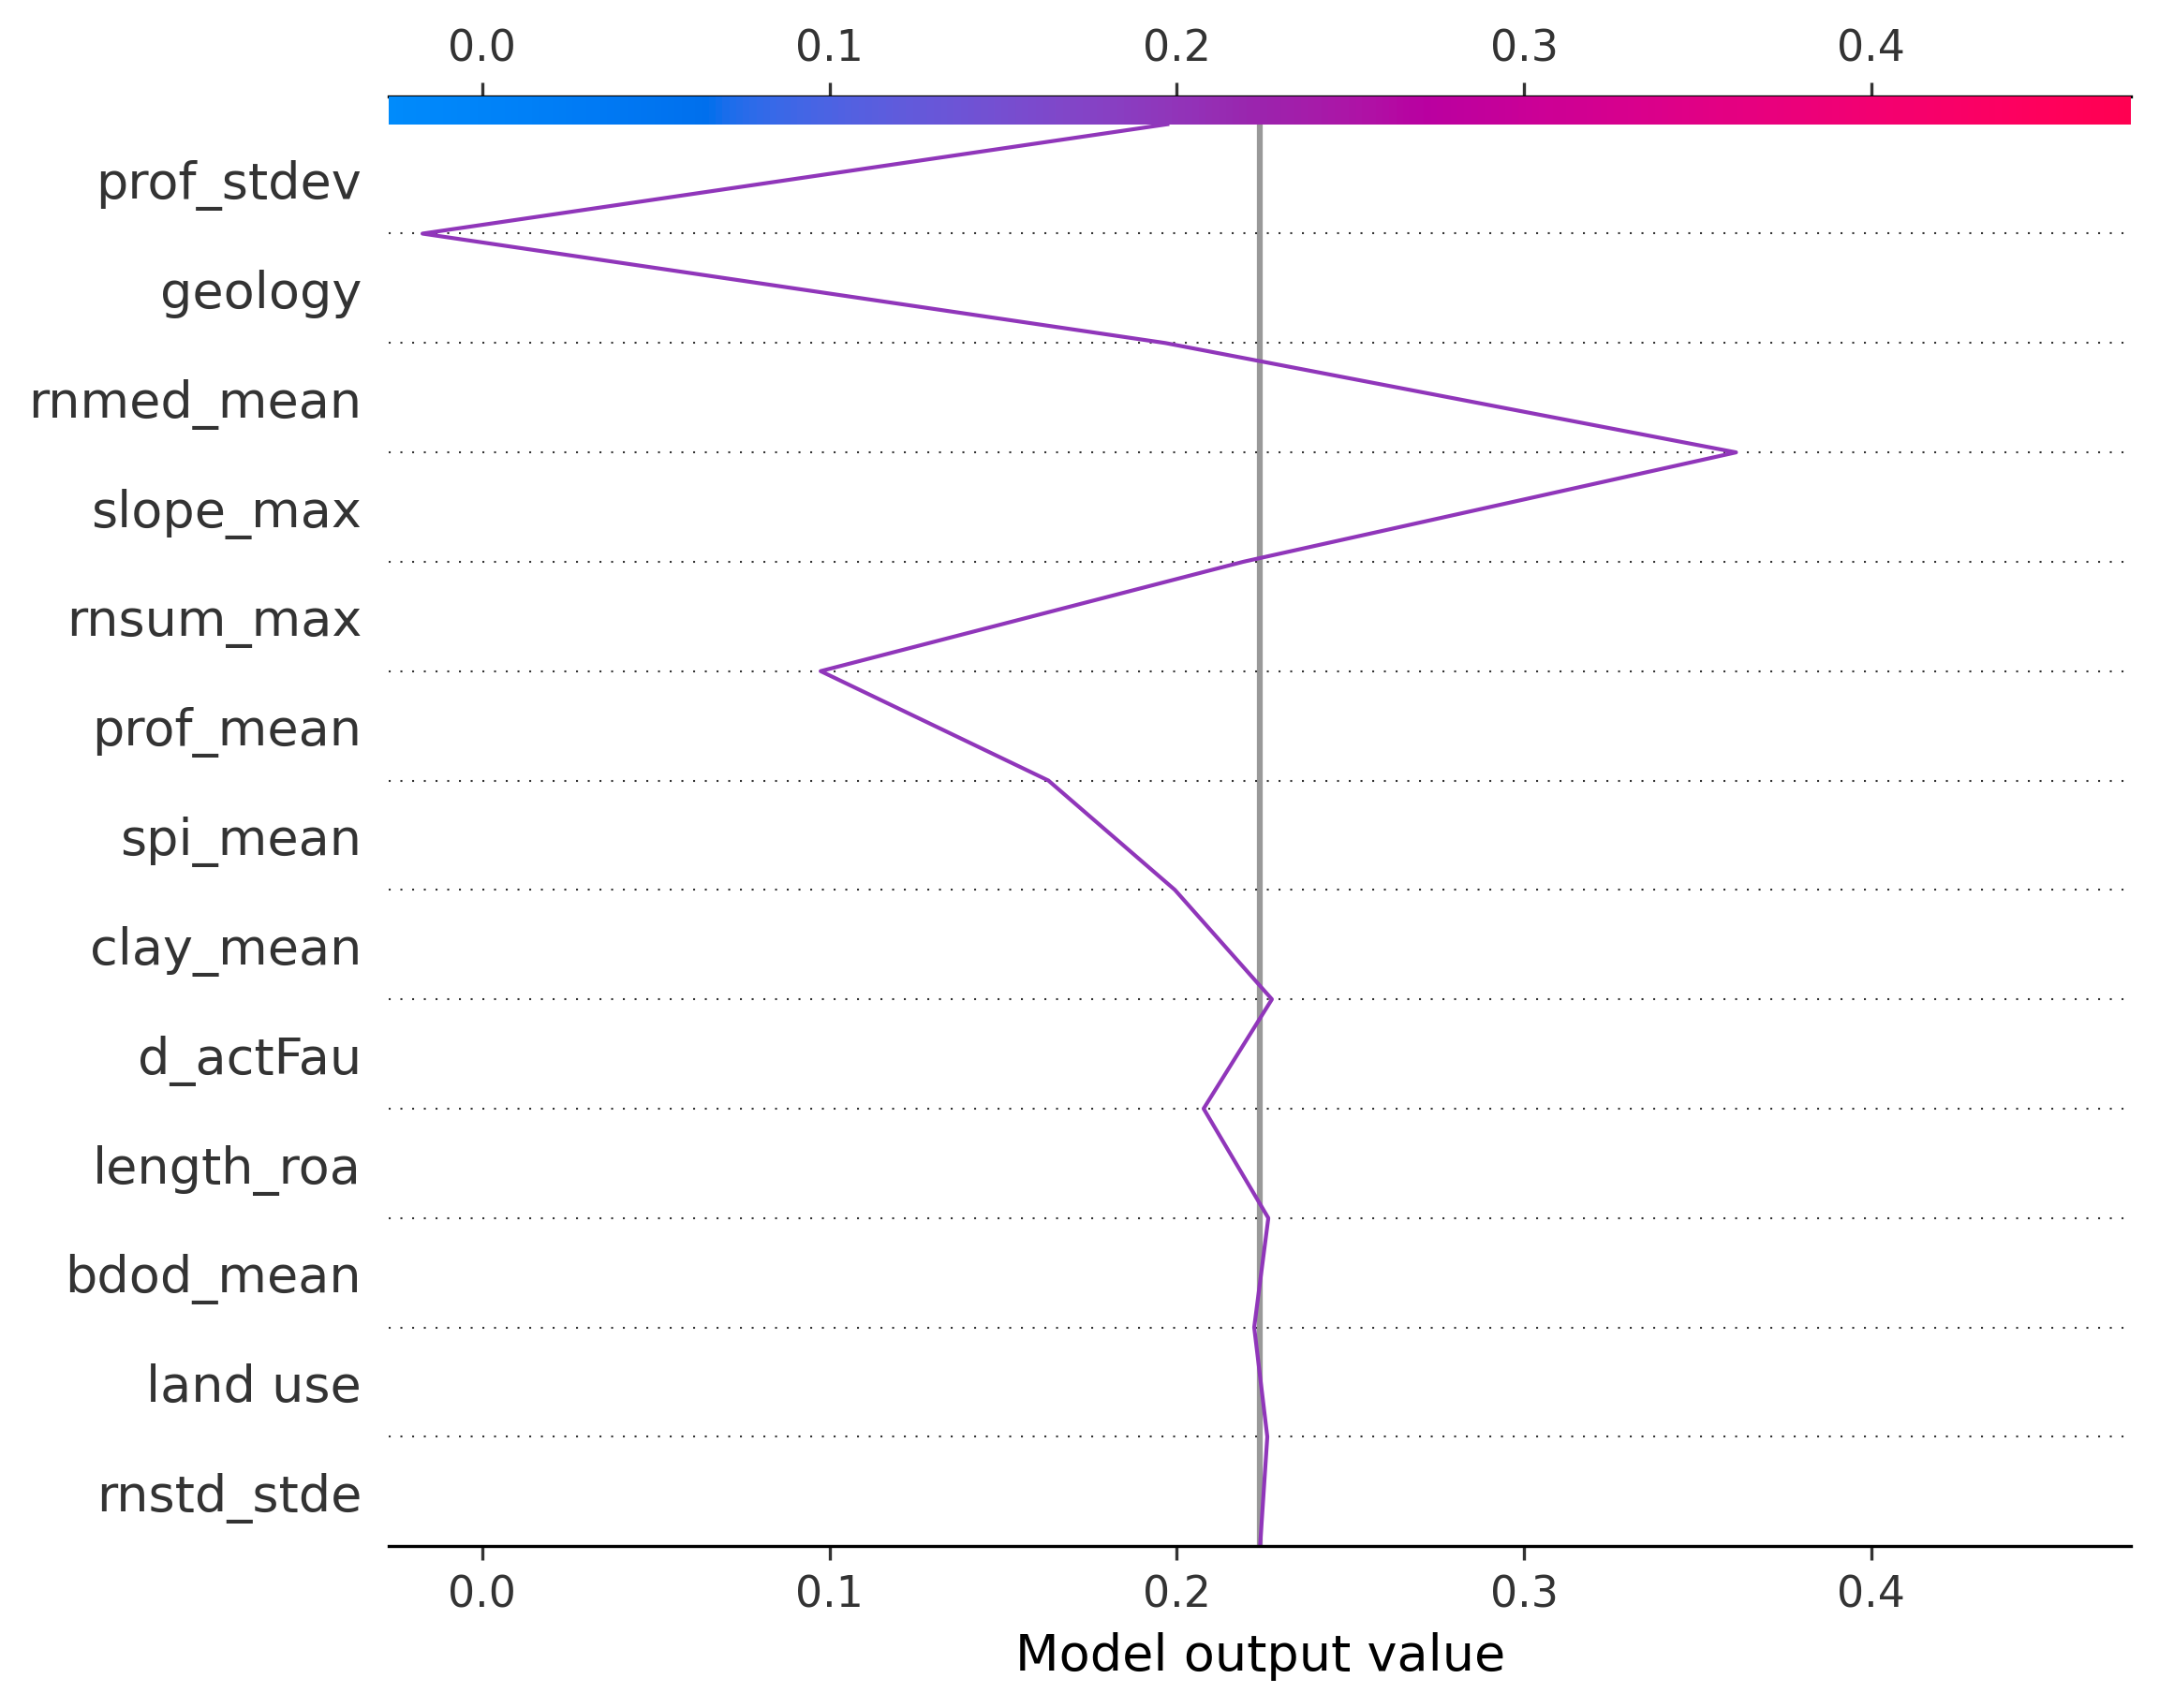 0.0 0.1 0.2 0.3 0.4
prof_stdev
geology
rnmed_mean
slope_max
rnsum_max
prof_mean
spi_mean
clay_mean
d_actFau
length_roa
bdod_mean
land use
rnstd_stde
0.0 0.1 0.2 0.3 0.4
Model output value